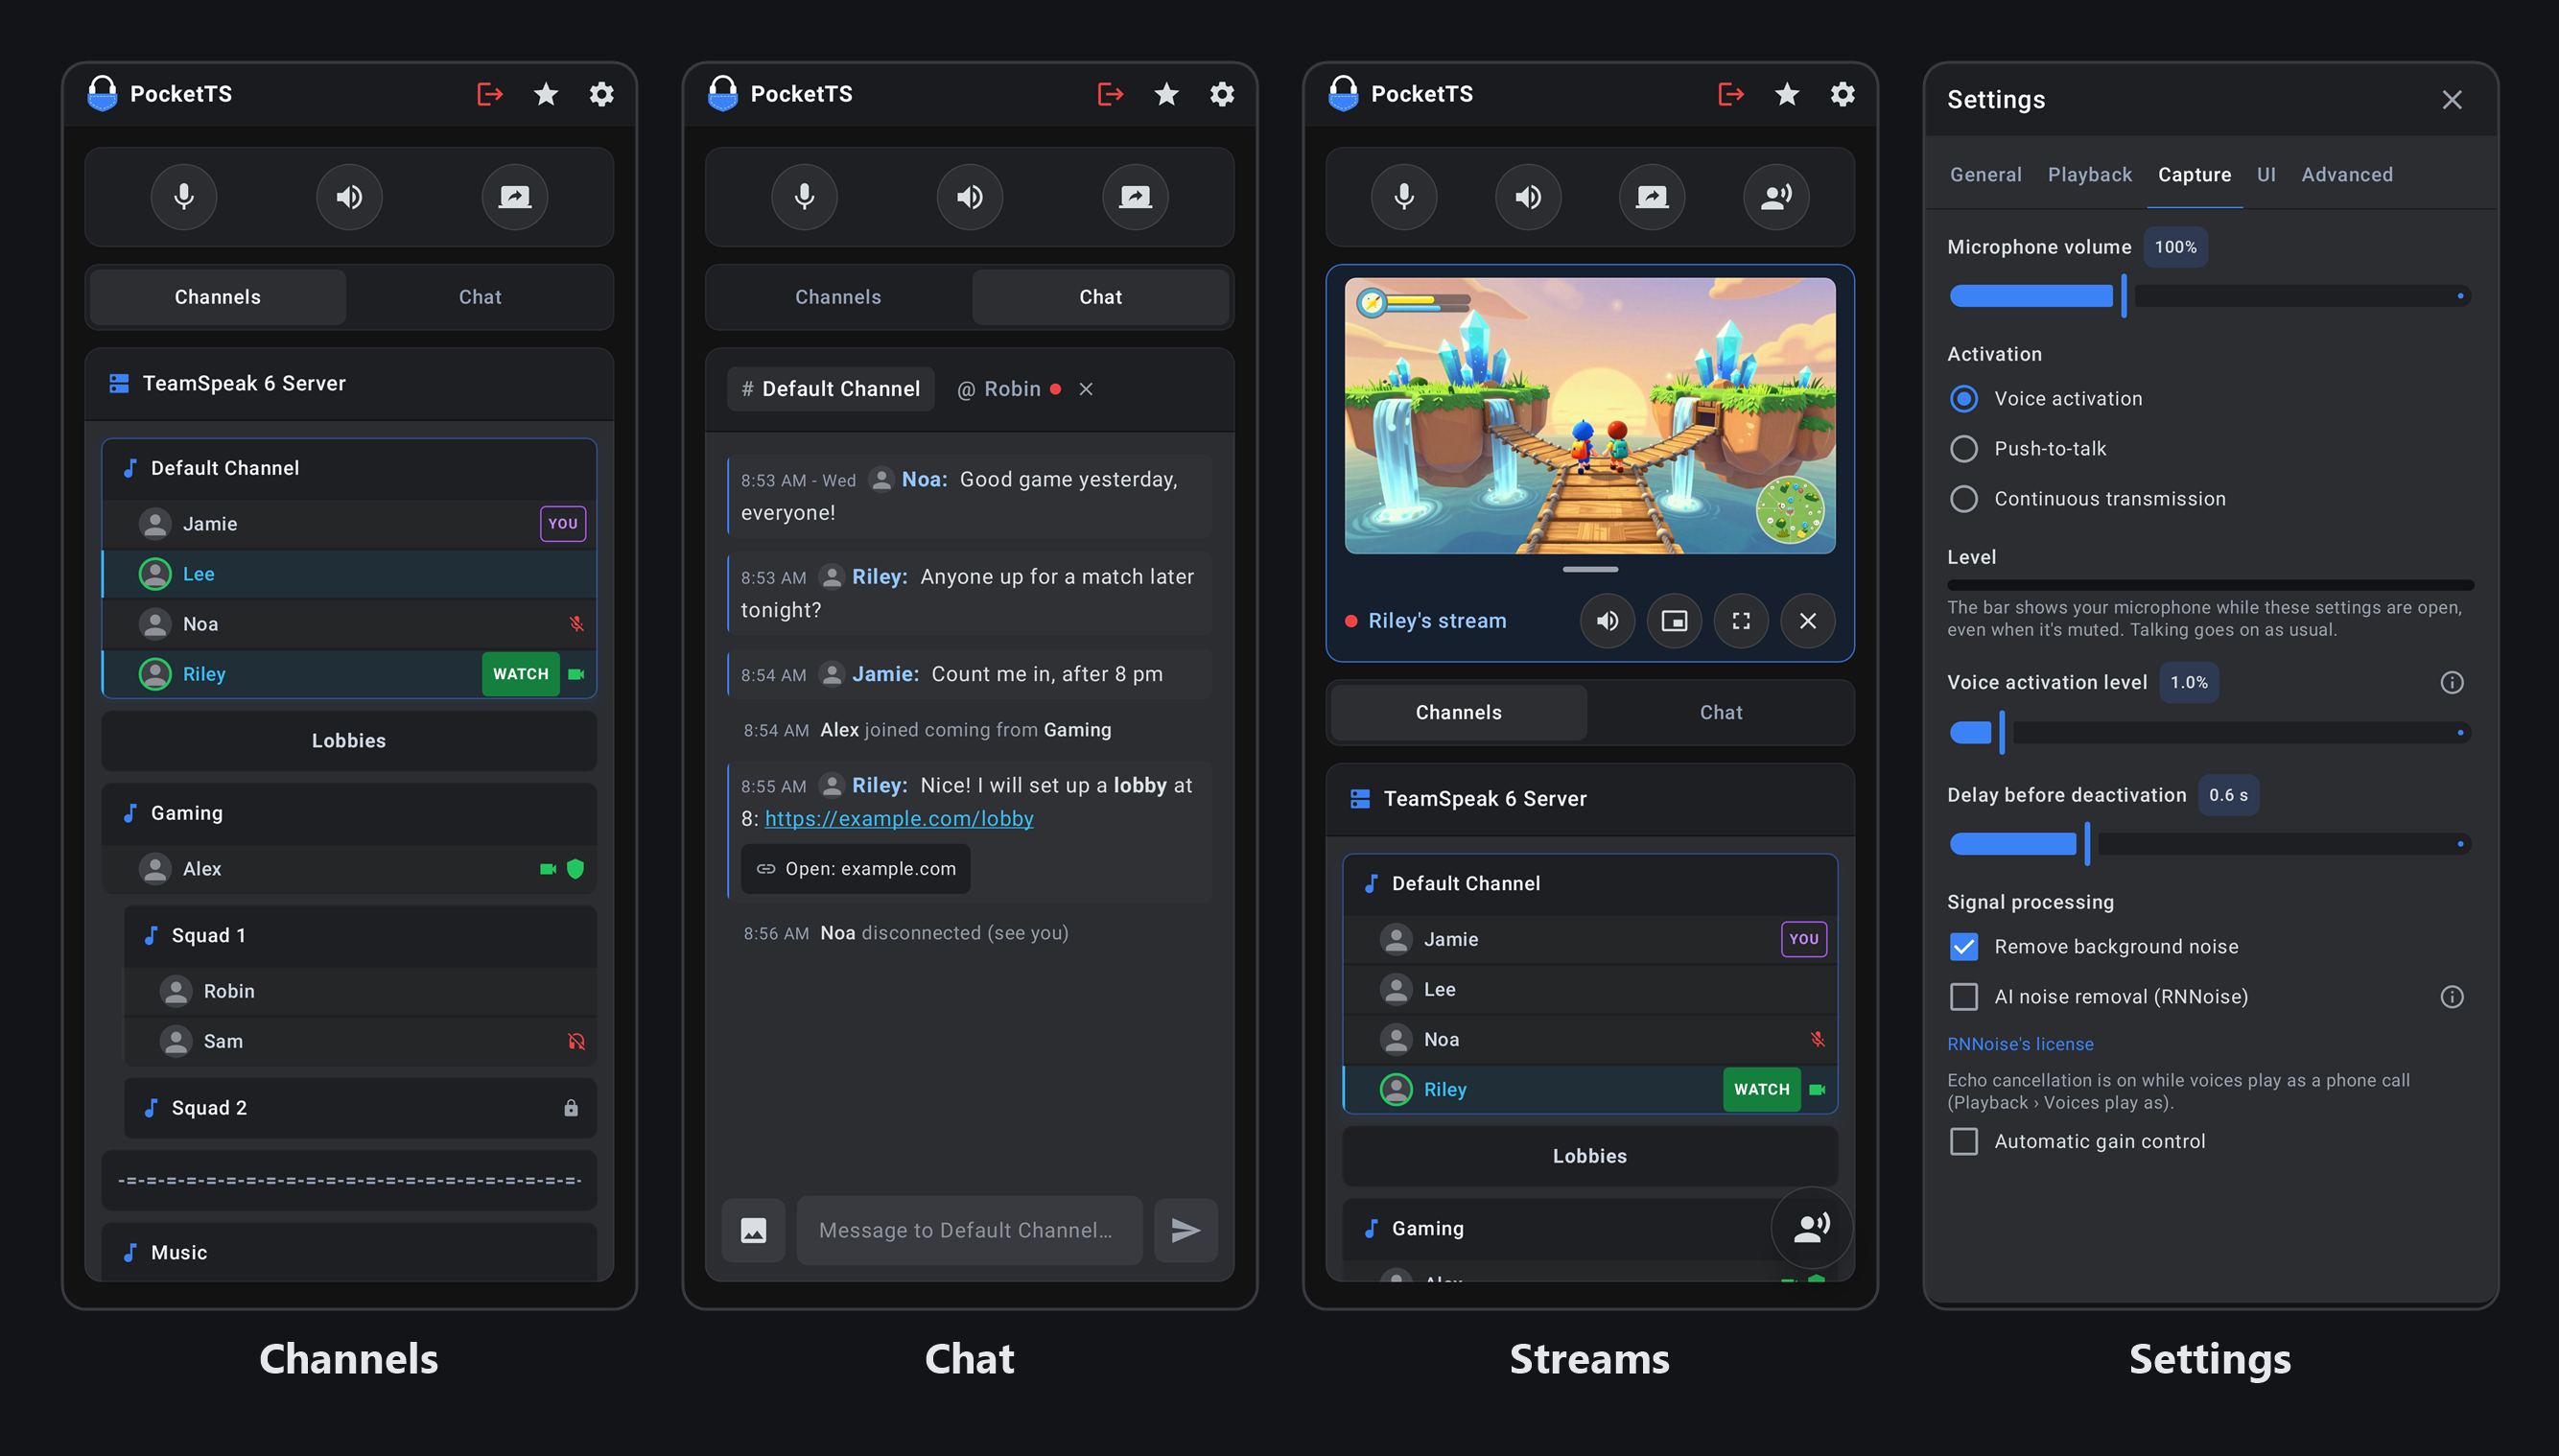 PocketTS
Channels Chat
TeamSpeak 6 Server
Default Channel
Jamie YOU
Lee
Noa
Riley WATCH
Lobbies
Gaming
Alex
Squad 1
Robin
Sam
Squad 2
-=-=-=-=-=-=-=-=-=-=-=-=-=-=-=-=-=-=-=-=-=-=-=-
Music
Channels
PocketTS
Channels Chat
# Default Channel @ Robin
8:53 AM - Wed Noa: Good game yesterday,
everyone!
8:53 AM Riley: Anyone up for a match later
tonight?
8:54 AM Jamie: Count me in, after 8 pm
8:54 AM Alex joined coming from Gaming
8:55 AM Riley: Nice! I will set up a lobby at
8: https://example.com/lobby
Open: example.com
8:56 AM Noa disconnected (see you)
Message to Default Channel...
Chat
PocketTS
Riley's stream
Channels Chat
TeamSpeak 6 Server
Default Channel
Jamie YOU
Lee
Noa
Riley WATCH
Lobbies
Gaming
Alex
Streams
Settings
General Playback Capture UI Advanced
Microphone volume 100%
Activation
Voice activation
Push-to-talk
Continuous transmission
Level
The bar shows your microphone while these settings are open,
even when it's muted. Talking goes on as usual.
Voice activation level 1.0%
Delay before deactivation 0.6 s
Signal processing
Remove background noise
AI noise removal (RNNoise)
RNNoise's license
Echo cancellation is on while voices play as a phone call
(Playback › Voices play as).
Automatic gain control
Settings